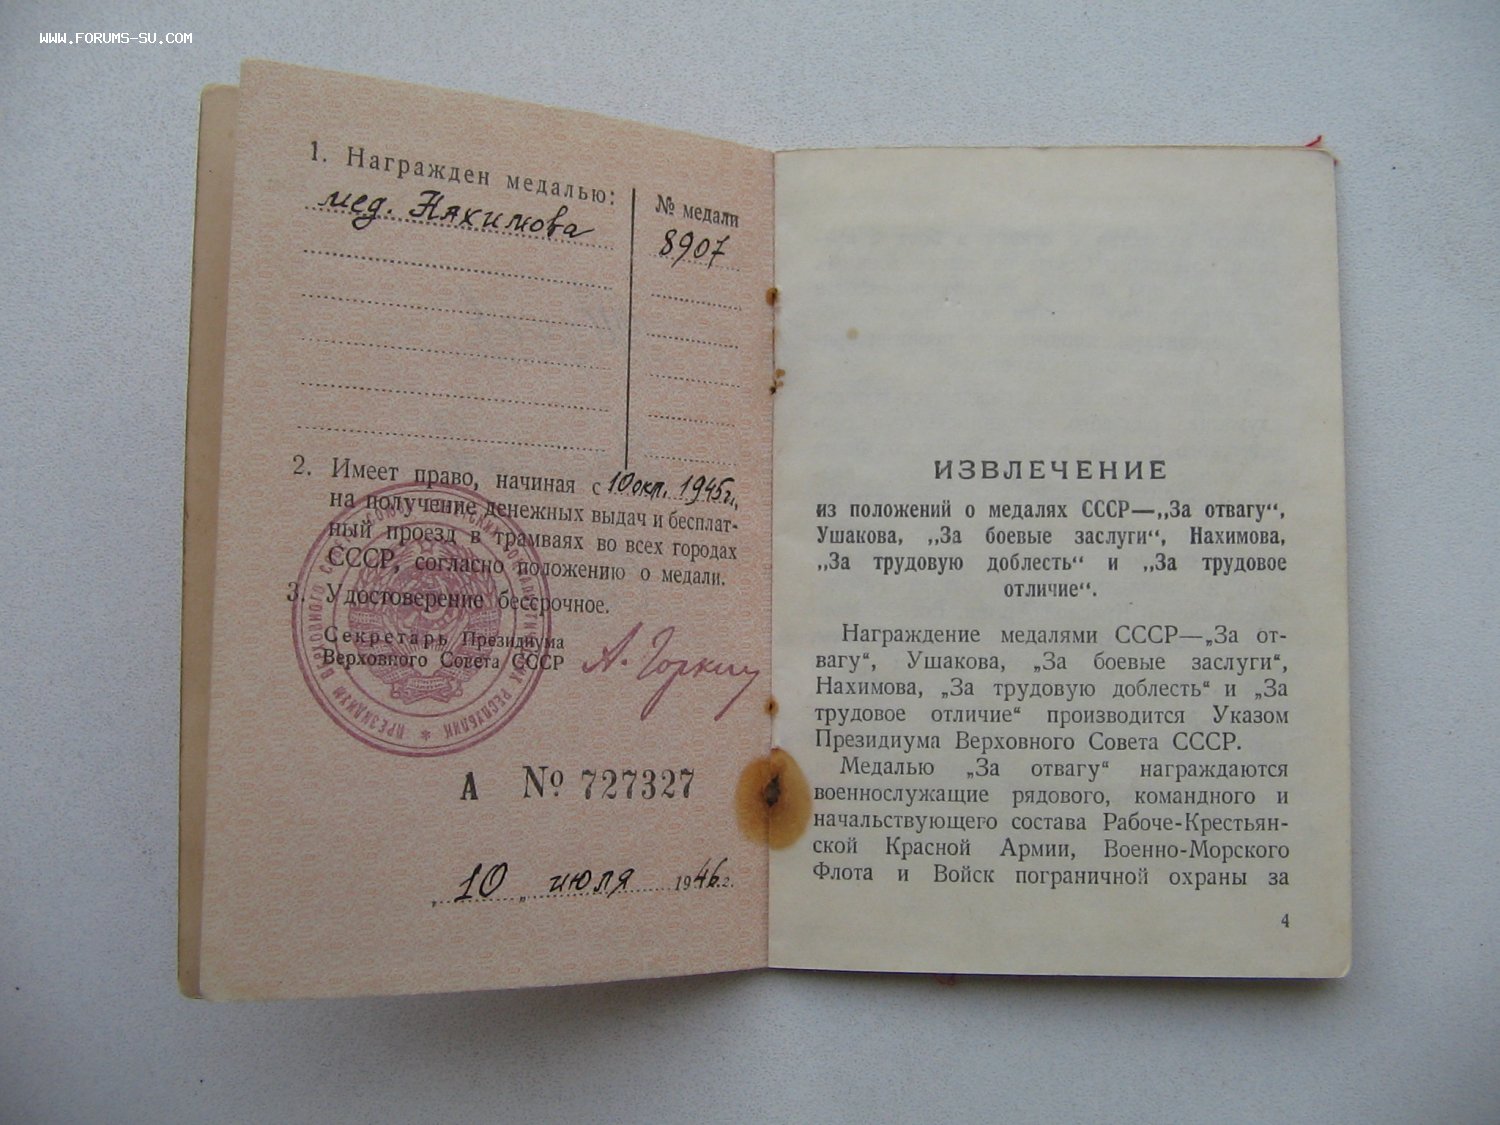 WWW.FORUMS-SU.COM
1. Награжден медалью:
мед. Нахимова
№ медали
8907
2. Имеет право, начиная с 10 окт. 1945 г.,
на получение денежных выдач и бесплат-
ный проезд в трамваях во всех городах
СССР, согласно положению о медали.
3. Удостоверение бессрочное.
Секретарь Президиума
Верховного Совета СССР
А. Горкин
А № 727327
„10„ июля 1946 г.
ИЗВЛЕЧЕНИЕ
из положений о медалях СССР—„За отвагу“,
Ушакова, „За боевые заслуги“, Нахимова,
„За трудовую доблесть“ и „За трудовое
отличие“.
Награждение медалями СССР—„За от-
вагу“, Ушакова, „За боевые заслуги“,
Нахимова, „За трудовую доблесть“ и „За
трудовое отличие“ производится Указом
Президиума Верховного Совета СССР.
Медалью „За отвагу“ награждаются
военнослужащие рядового, командного и
начальствующего состава Рабоче-Крестьян-
ской Красной Армии, Военно-Морского
Флота и Войск пограничной охраны за
4